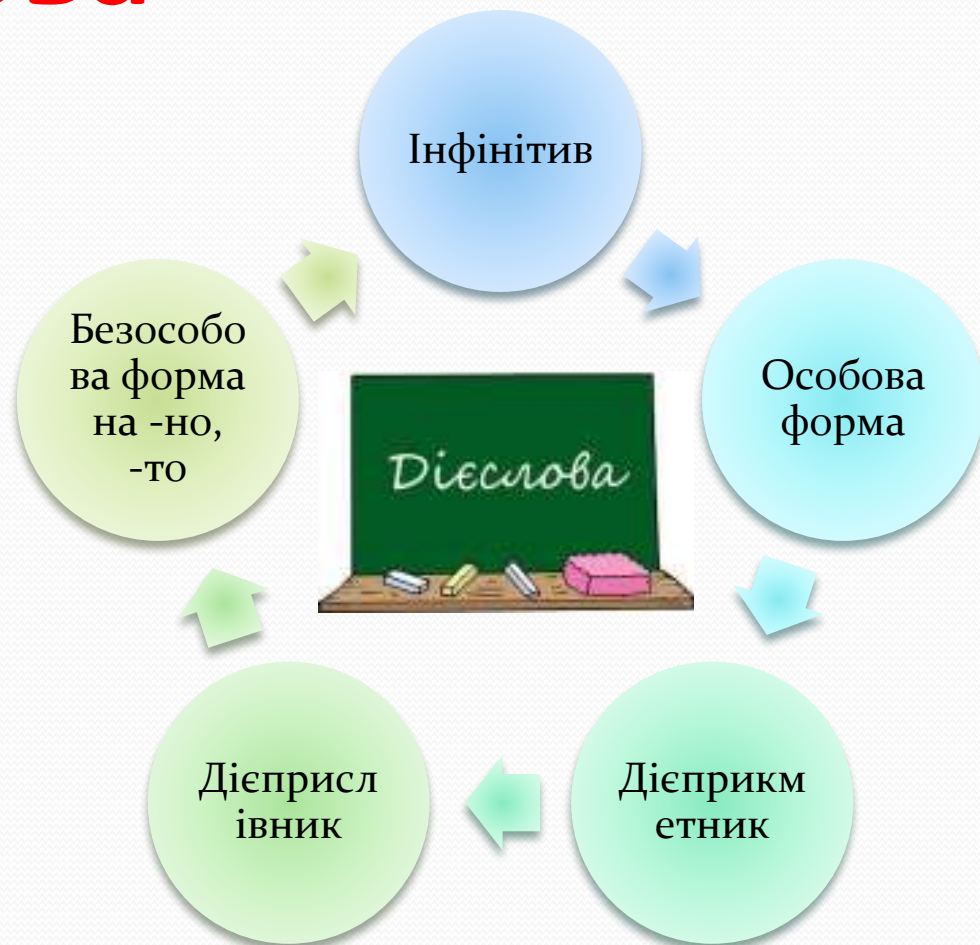 Інфінітив
Особова
форма
Дієприкм
етник
Дієприсл
івник
Безособо
ва форма
на -но,
-то
Дієслова